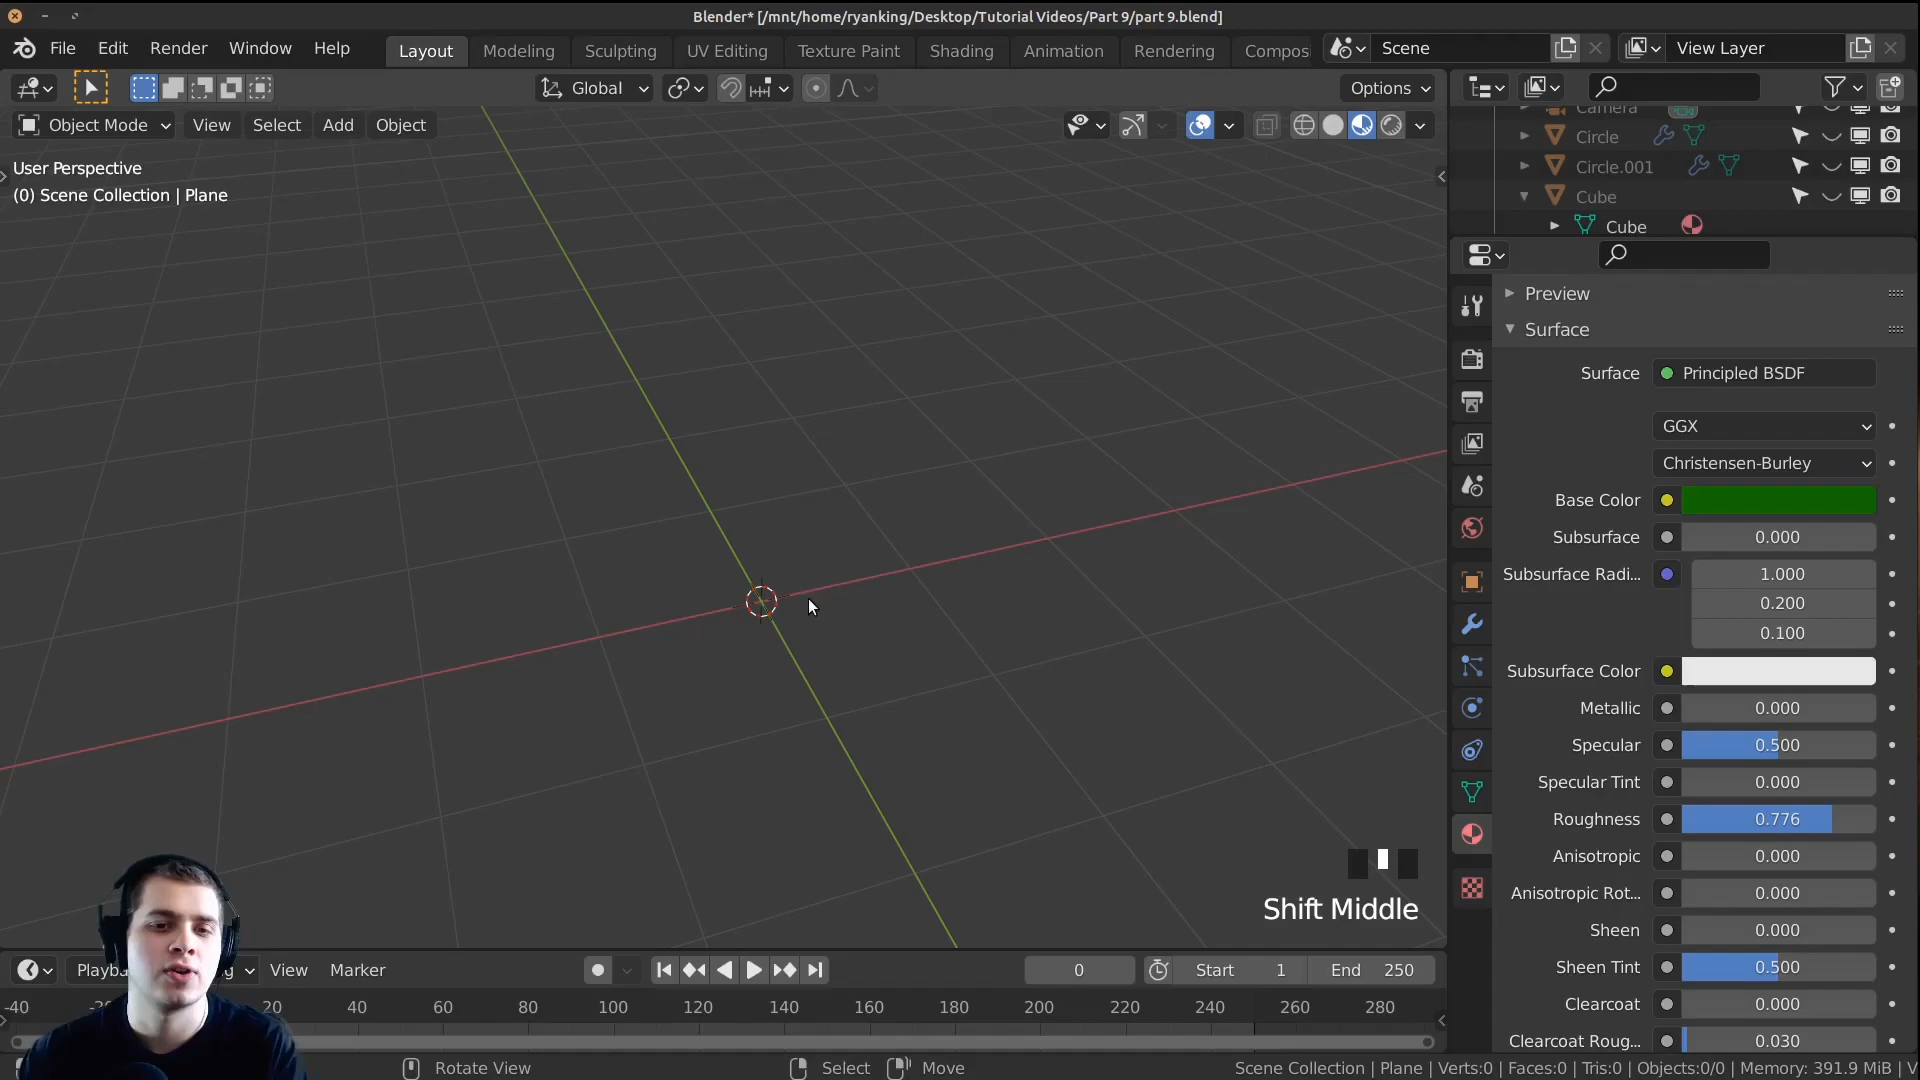 Blender* [/mnt/home/ryanking/Desktop/Tutorial Videos/Part 9/part 9.blend]
File Edit Render Window Help Layout Modeling Sculpting UV Editing Texture Paint Shading Animation Rendering Compos Scene View Layer
Global Options
Object Mode View Select Add Object
User Perspective
(0) Scene Collection | Plane
Camera
Circle
Circle.001
Cube
Cube
Preview
Surface
Surface Principled BSDF
GGX
Christensen-Burley
Base Color
Subsurface 0.000
Subsurface Radi... 1.000
0.200
0.100
Subsurface Color
Metallic 0.000
Specular 0.500
Specular Tint 0.000
Roughness 0.776
Anisotropic 0.000
Anisotropic Rot... 0.000
Sheen 0.000
Sheen Tint 0.500
Clearcoat 0.000
Clearcoat Roug... 0.030
Shift Middle
Playba g View Marker 0 Start 1 End 250
-40 20 40 60 80 100 120 140 160 180 200 220 240 260 280
Rotate View Select Move Scene Collection | Plane | Verts:0 | Faces:0 | Tris:0 | Objects:0/0 | Memory: 391.9 MiB | V